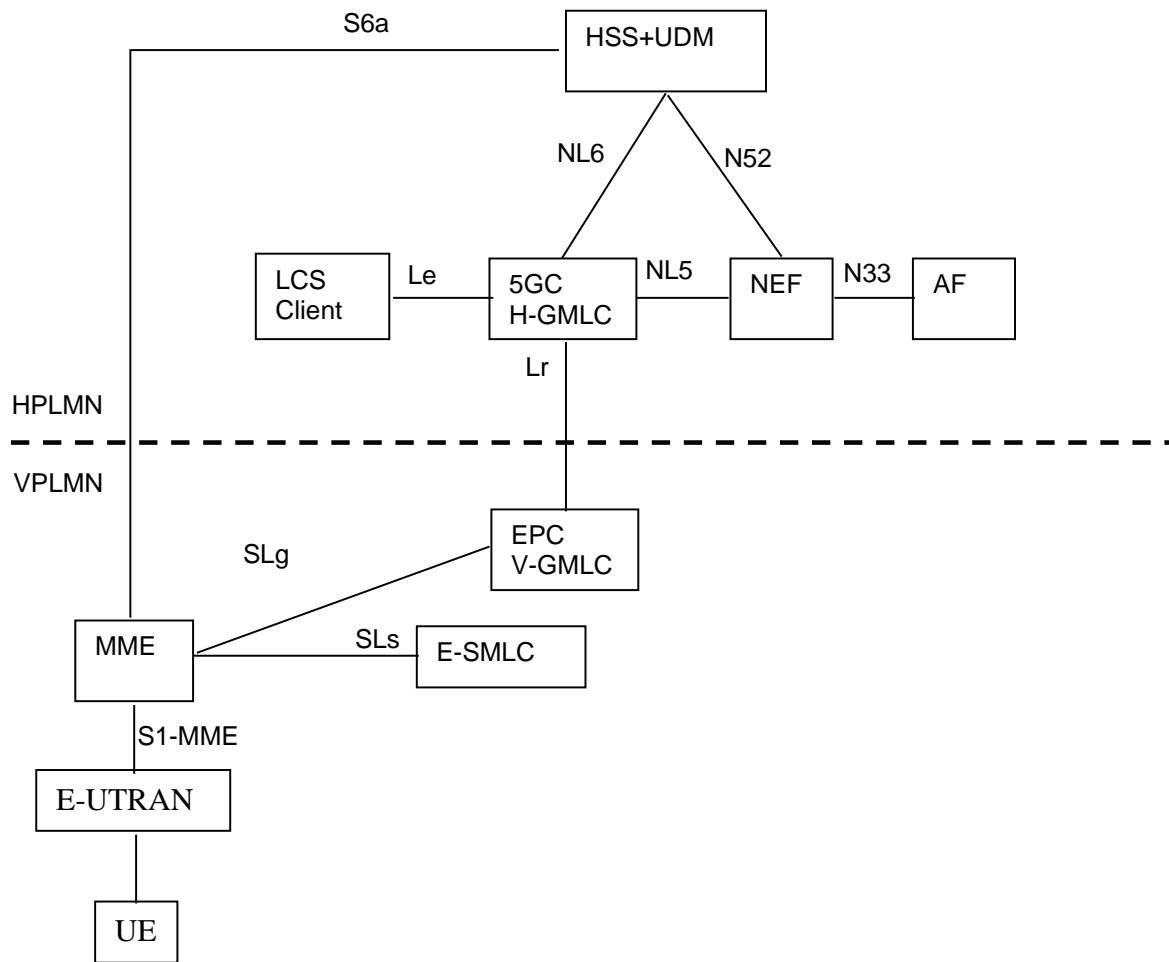 S6a
HSS+UDM
NL6
N52
LCS
Client
Le
5GC
H-GMLC
NL5
NEF
N33
AF
Lr
HPLMN
VPLMN
EPC
V-GMLC
SLg
MME
SLs
E-SMLC
S1-MME
E-UTRAN
UE